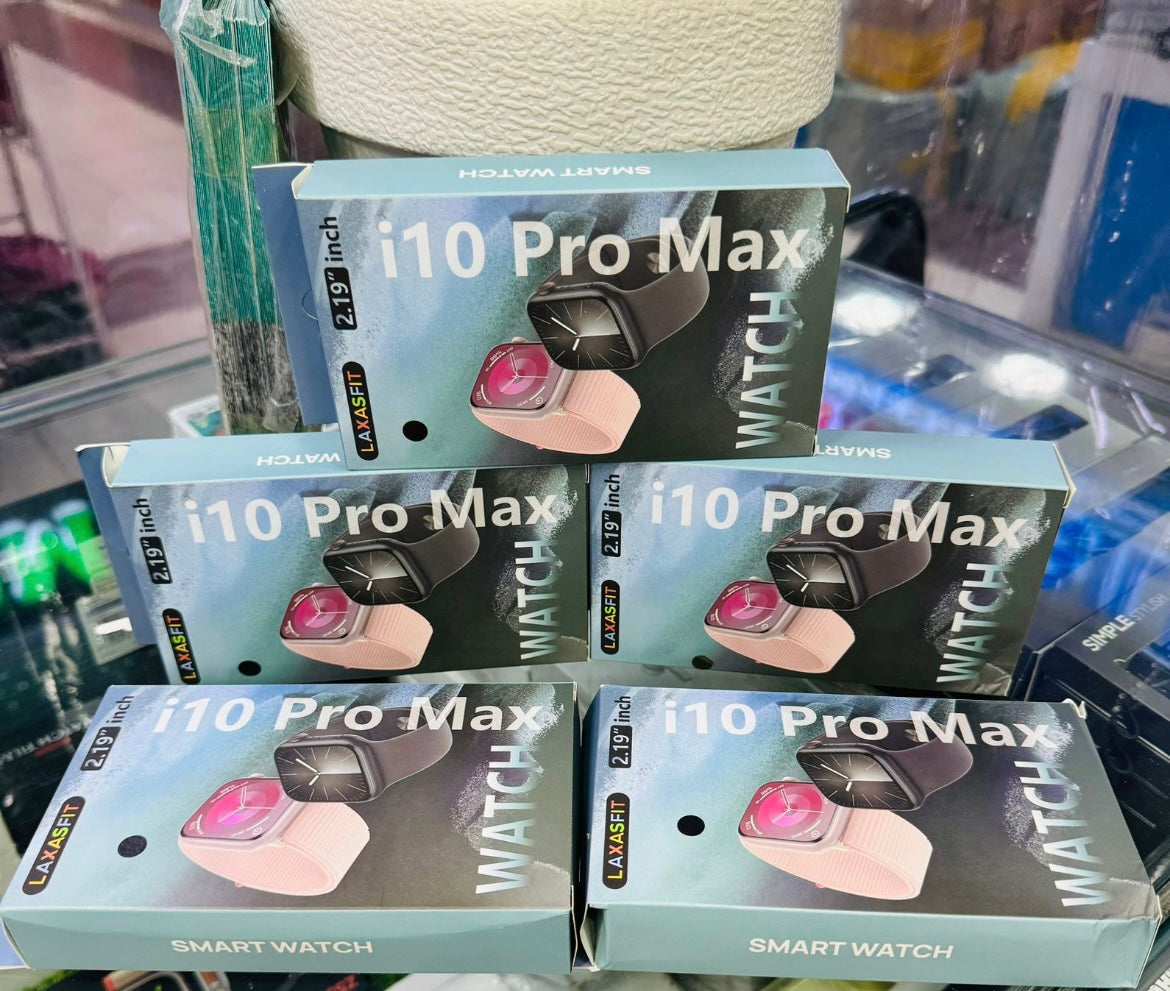 SMART WATCH
i10 Pro Max
2.19" inch
LAXASFIT
WATCH
WATCH
i10 Pro Max
2.19" inch
LAXASFIT
WATCH
SMART
i10 Pro Max
2.19" inch
LAXASFIT
WATCH
i10 Pro Max
2.19" inch
LAXASFIT
WATCH
SMART WATCH
i10 Pro Max
2.19" inch
LAXASFIT
WATCH
SMART WATCH
SIMPLE STYLISH